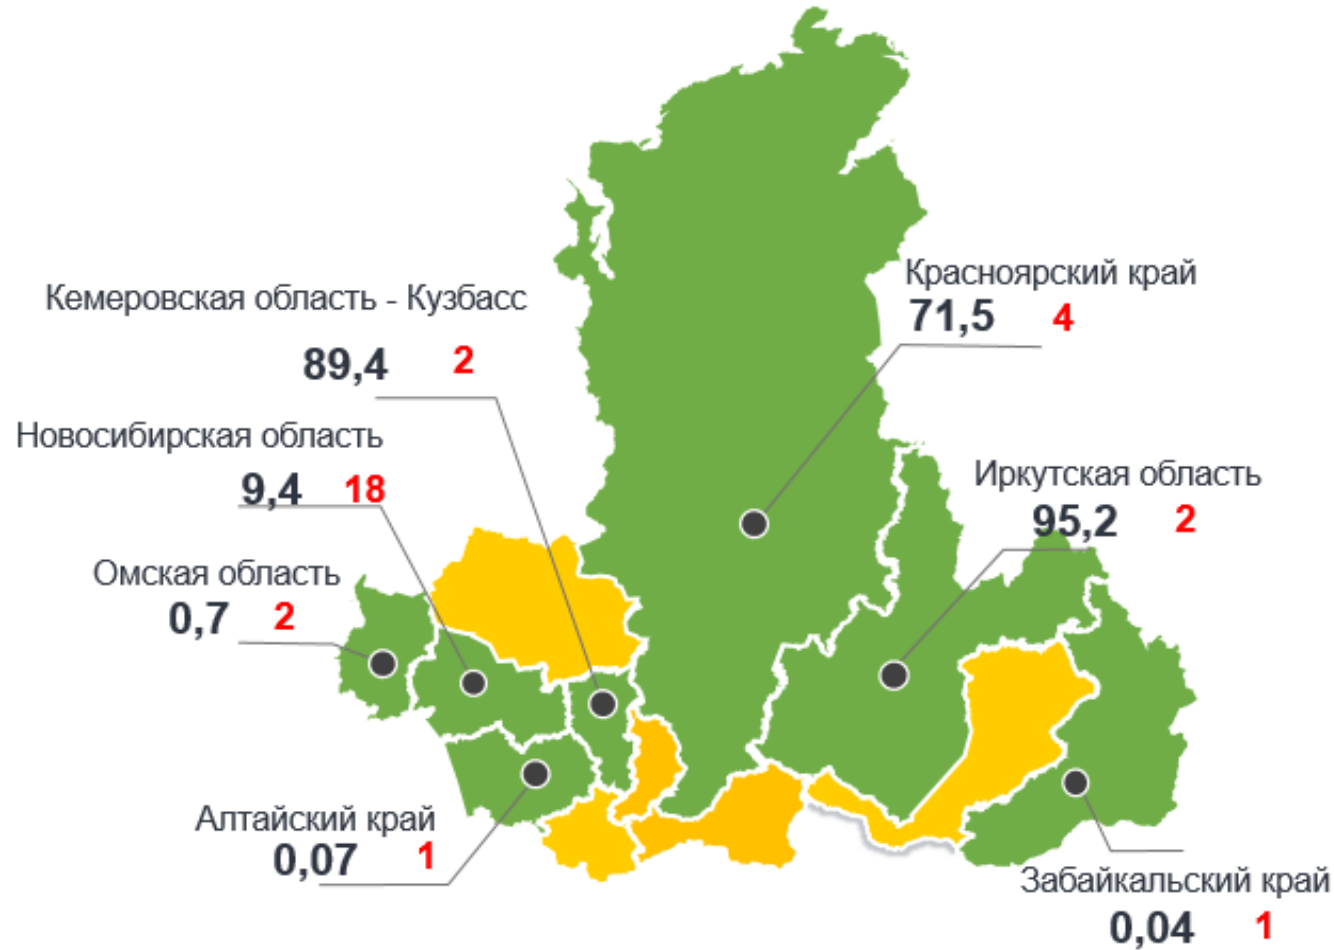 Красноярский край
71,5 4
Кемеровская область - Кузбасс
89,4 2
Новосибирская область
9,4 18
Иркутская область
95,2 2
Омская область
0,7 2
Алтайский край
0,07 1
Забайкальский край
0,04 1